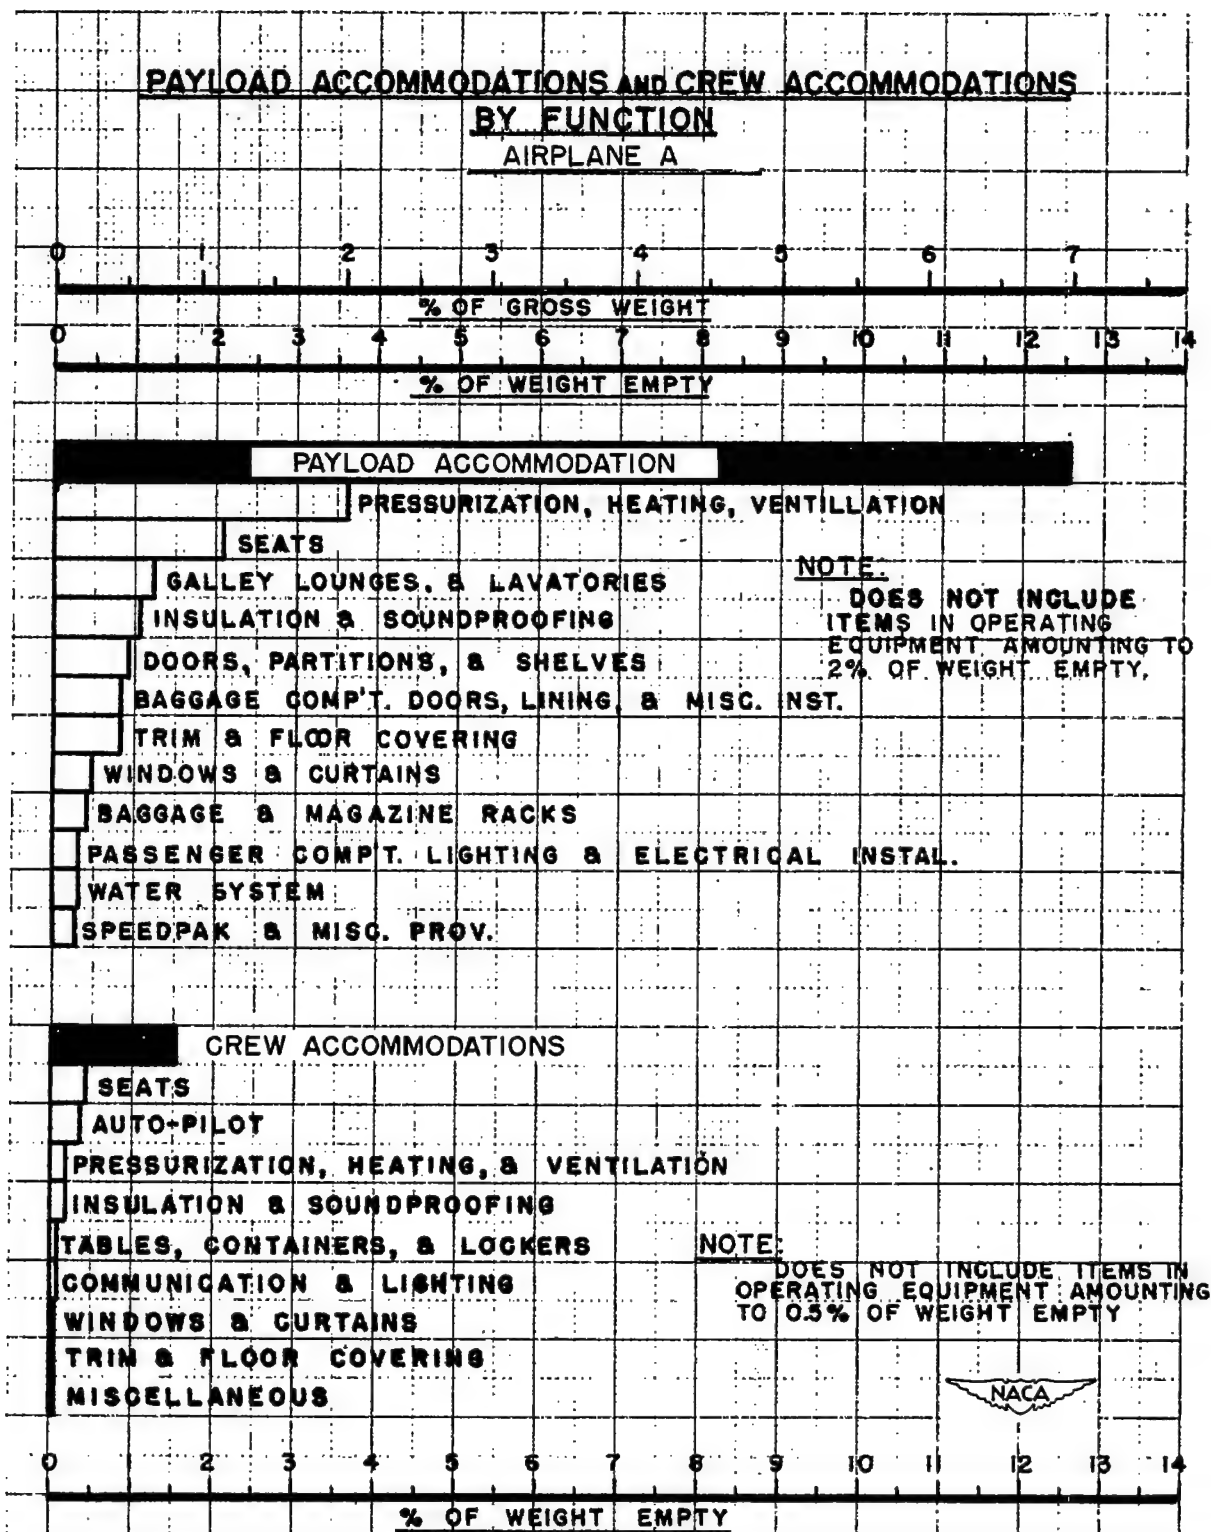 PAYLOAD ACCOMMODATIONS AND CREW ACCOMMODATIONS
BY FUNCTION
AIRPLANE A
0 1 2 3 4 5 6 7
% OF GROSS WEIGHT
0 1 2 3 4 5 6 7 8 9 10 11 12 13 14
% OF WEIGHT EMPTY
PAYLOAD ACCOMMODATION
PRESSURIZATION, HEATING, VENTILLATION
SEATS
GALLEY LOUNGES, & LAVATORIES
INSULATION & SOUNDPROOFING
DOORS, PARTITIONS, & SHELVES
BAGGAGE COMP'T. DOORS, LINING, & MISC. INST.
TRIM & FLOOR COVERING
WINDOWS & CURTAINS
BAGGAGE & MAGAZINE RACKS
PASSENGER COMP'T. LIGHTING & ELECTRICAL INSTAL.
WATER SYSTEM
SPEEDPAK & MISC. PROV.
NOTE:
DOES NOT INCLUDE
ITEMS IN OPERATING
EQUIPMENT AMOUNTING TO
2% OF WEIGHT EMPTY.
CREW ACCOMMODATIONS
SEATS
AUTO-PILOT
PRESSURIZATION, HEATING, & VENTILATION
INSULATION & SOUNDPROOFING
TABLES, CONTAINERS, & LOCKERS
COMMUNICATION & LIGHTING
WINDOWS & CURTAINS
TRIM & FLOOR COVERING
MISCELLANEOUS
NOTE:
DOES NOT INCLUDE ITEMS IN
OPERATING EQUIPMENT AMOUNTING
TO 0.5% OF WEIGHT EMPTY
NACA
0 1 2 3 4 5 6 7 8 9 10 11 12 13 14
% OF WEIGHT EMPTY